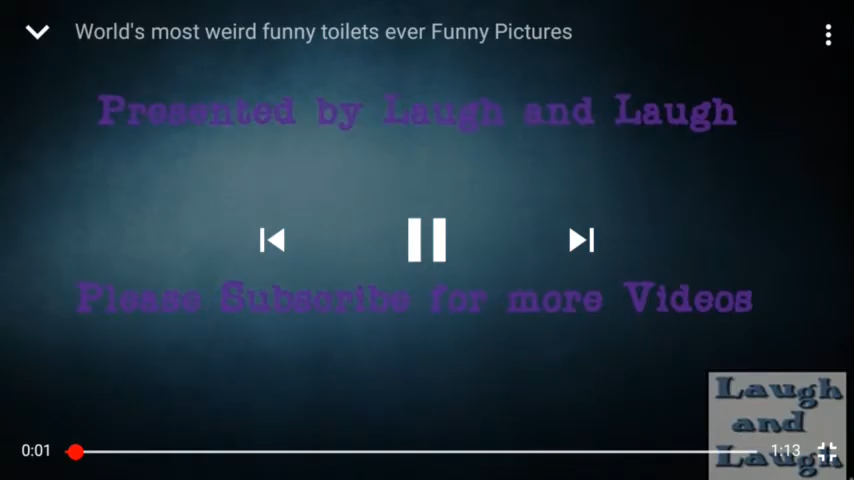 World's most weird funny toilets ever Funny Pictures
Presented by Laugh and Laugh
Please Subscribe for more Videos
Laugh
and
Laugh
0:01
1:13